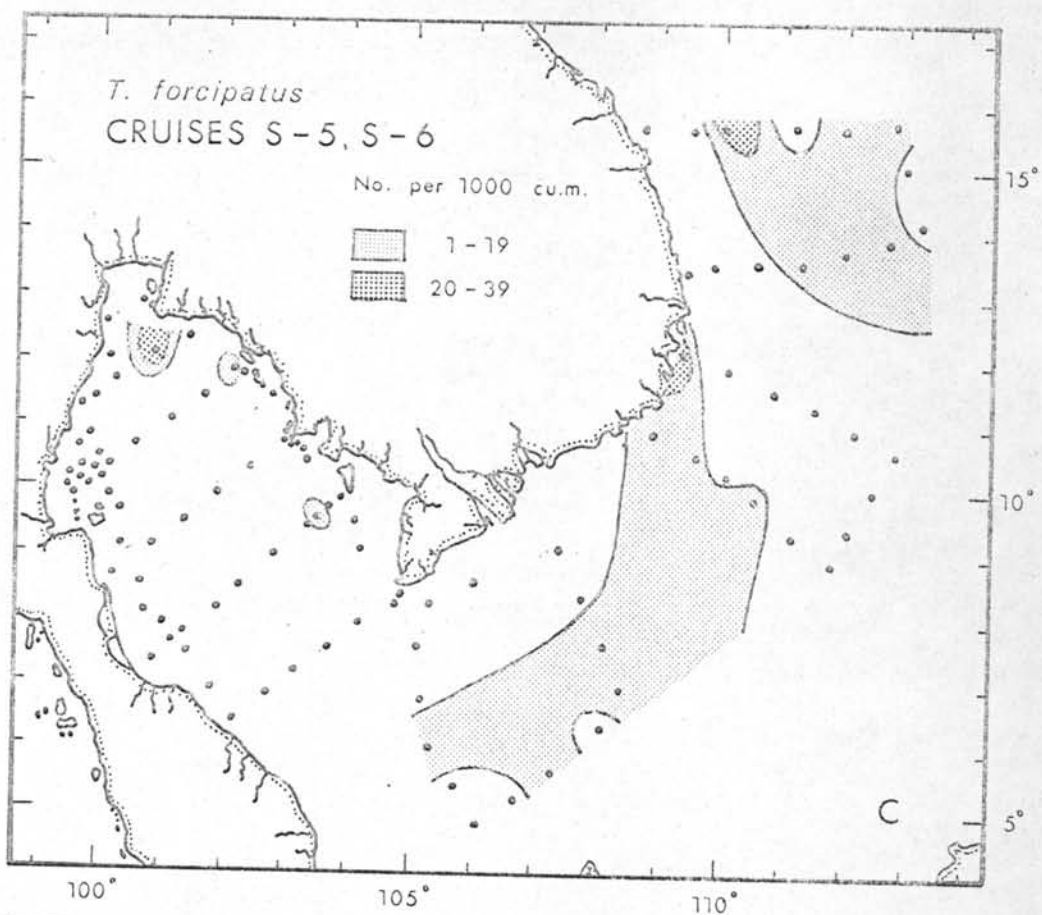 T. forcipatus
CRUISES S-5, S-6
No. per 1000 cu.m.
1-19
20-39
15°
10°
C
5°
100°
105°
110°